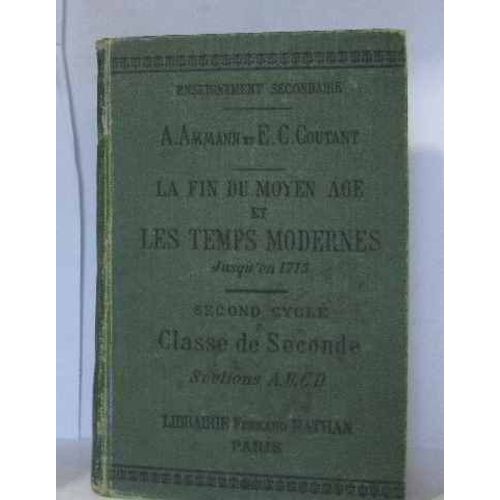 ENSEIGNEMENT SECONDAIRE
A. AMMANN ET E. C. COUTANT
LA FIN DU MOYEN AGE
ET
LES TEMPS MODERNES
Jusqu'en 1715
SECOND CYCLE
Classe de Seconde
Sections A.B.C.D.
LIBRAIRIE FERNAND NATHAN
PARIS